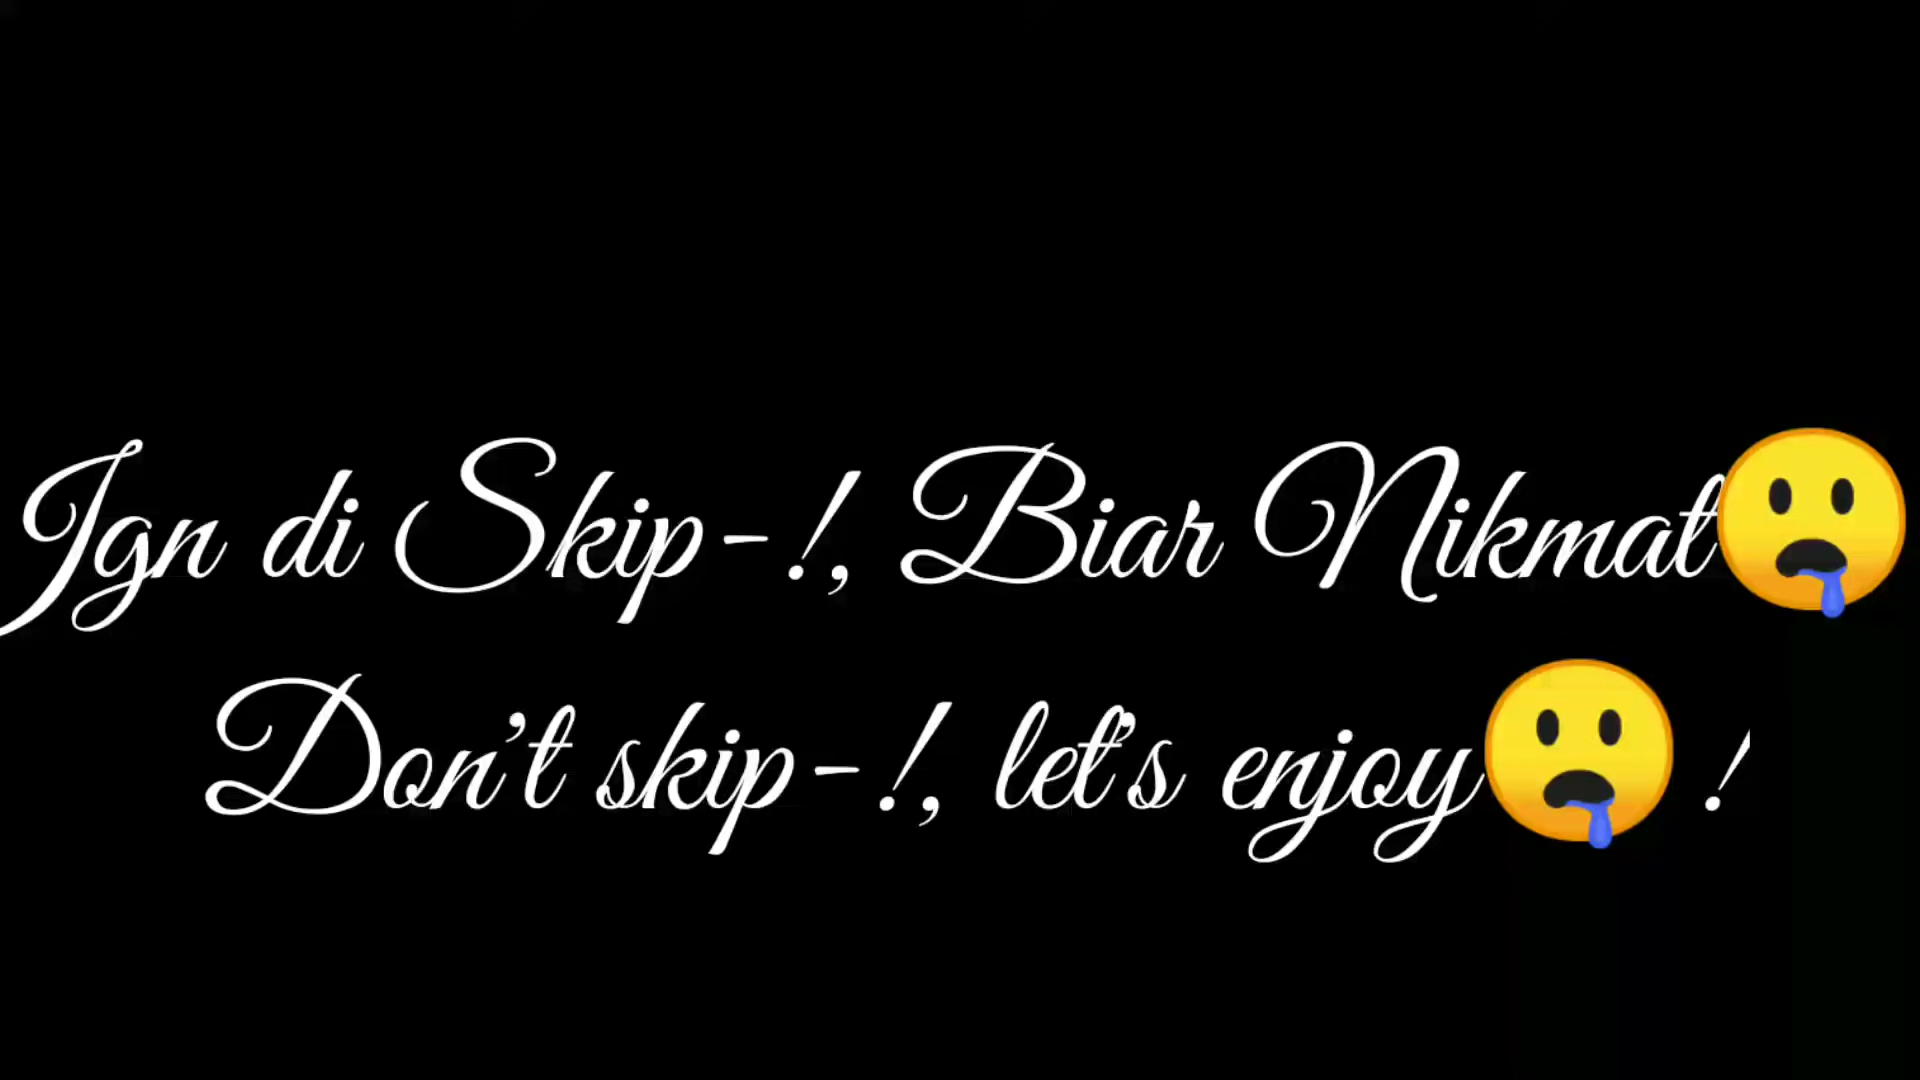 Jgn di Skip-!, Biar Nikmat🤤
Don't skip-!, let's enjoy🤤 !